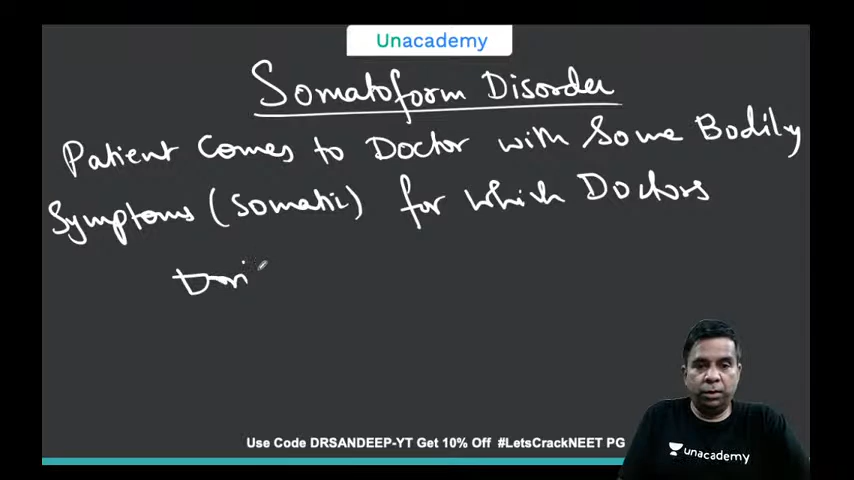 Unacademy
Somatoform Disorder
Patient Comes to Doctor with Some Bodily
Symptoms (Somatic) for which Doctors
Use Code DRSANDEEP-YT Get 10% Off #LetsCrackNEET PG
unacademy